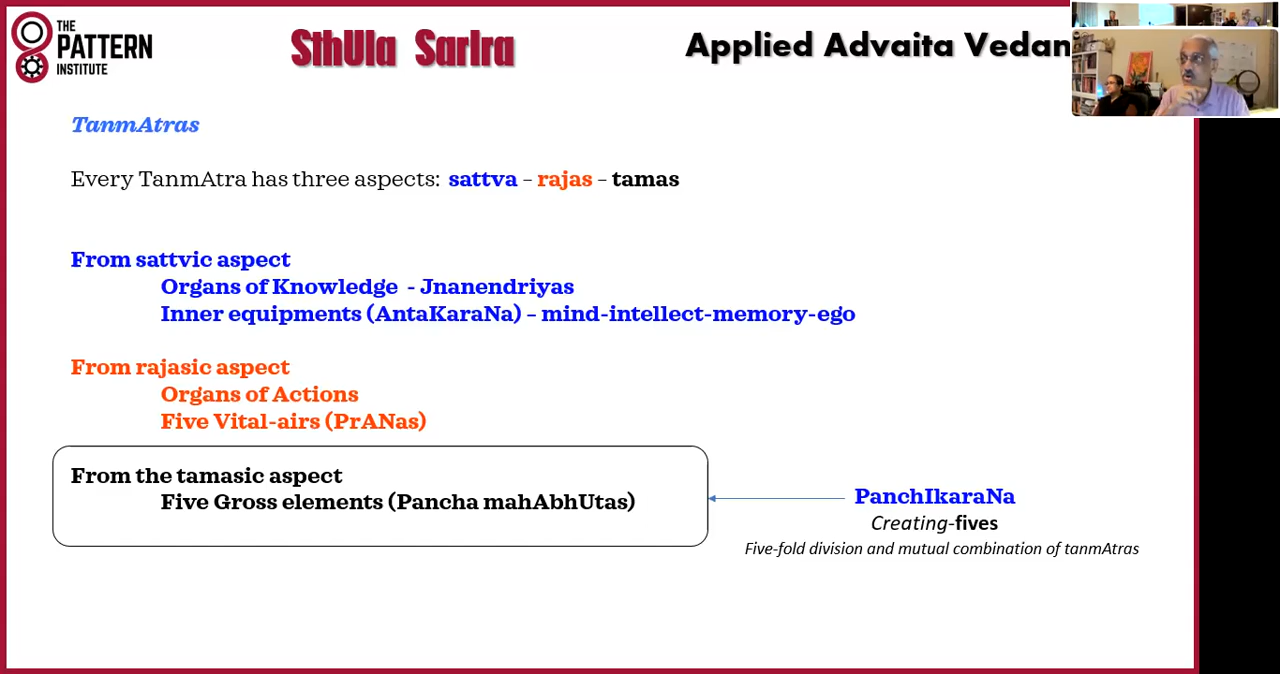 THE
PATTERN
INSTITUTE
SthUla SarIra
Applied Advaita Vedan
TanmAtras
Every TanmAtra has three aspects: sattva – rajas – tamas
From sattvic aspect
Organs of Knowledge - Jnanendriyas
Inner equipments (AntaKaraNa) – mind-intellect-memory-ego
From rajasic aspect
Organs of Actions
Five Vital-airs (PrANas)
From the tamasic aspect
Five Gross elements (Pancha mahAbhUtas)
PanchIkaraNa
Creating-fives
Five-fold division and mutual combination of tanmAtras